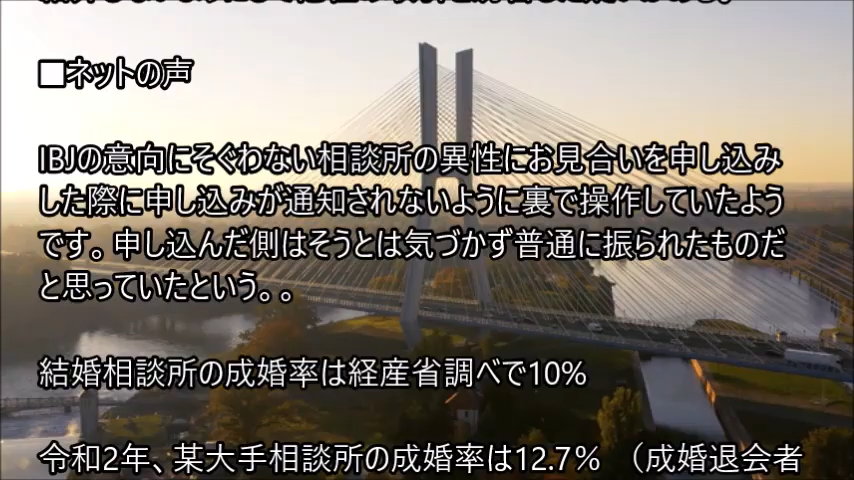 ■ネットの声
IBJの意向にそぐわない相談所の異性にお見合いを申し込み
した際に申し込みが通知されないように裏で操作していたよう
です。申し込んだ側はそうとは気づかず普通に振られたものだ
と思っていたという。。
結婚相談所の成婚率は経産省調べで10%
令和2年、某大手相談所の成婚率は12.7% （成婚退会者